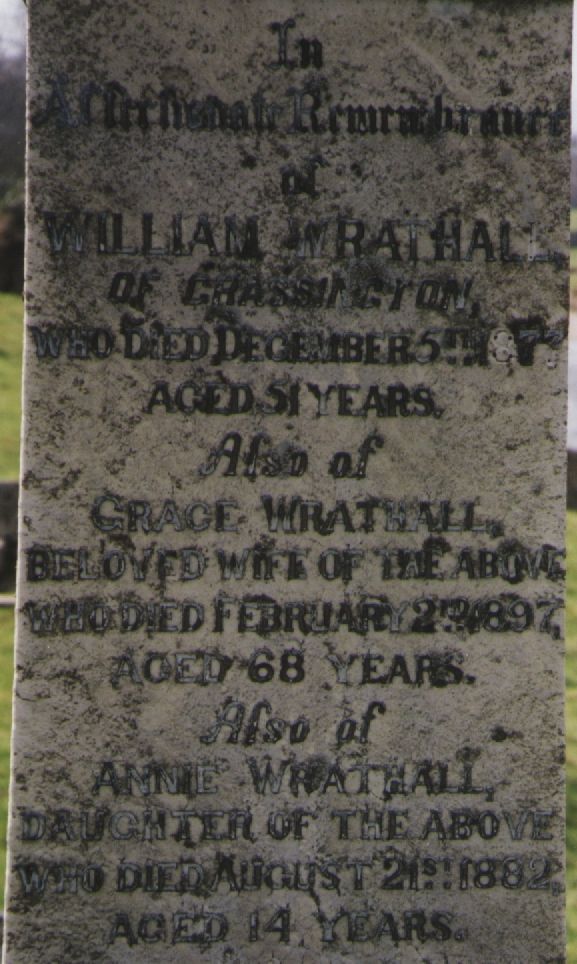 In
Affectionate Remembrance
of
WILLIAM WRATHALL,
OF GRASSINGTON,
WHO DIED DECEMBER 5TH,
AGED 51 YEARS.
Also of
GRACE WRATHALL,
BELOVED WIFE OF THE ABOVE
WHO DIED FEBRUARY 2ND, 1897,
AGED 68 YEARS.
Also of
ANNIE WRATHALL,
DAUGHTER OF THE ABOVE
WHO DIED AUGUST 21ST, 1882,
AGED 14 YEARS.